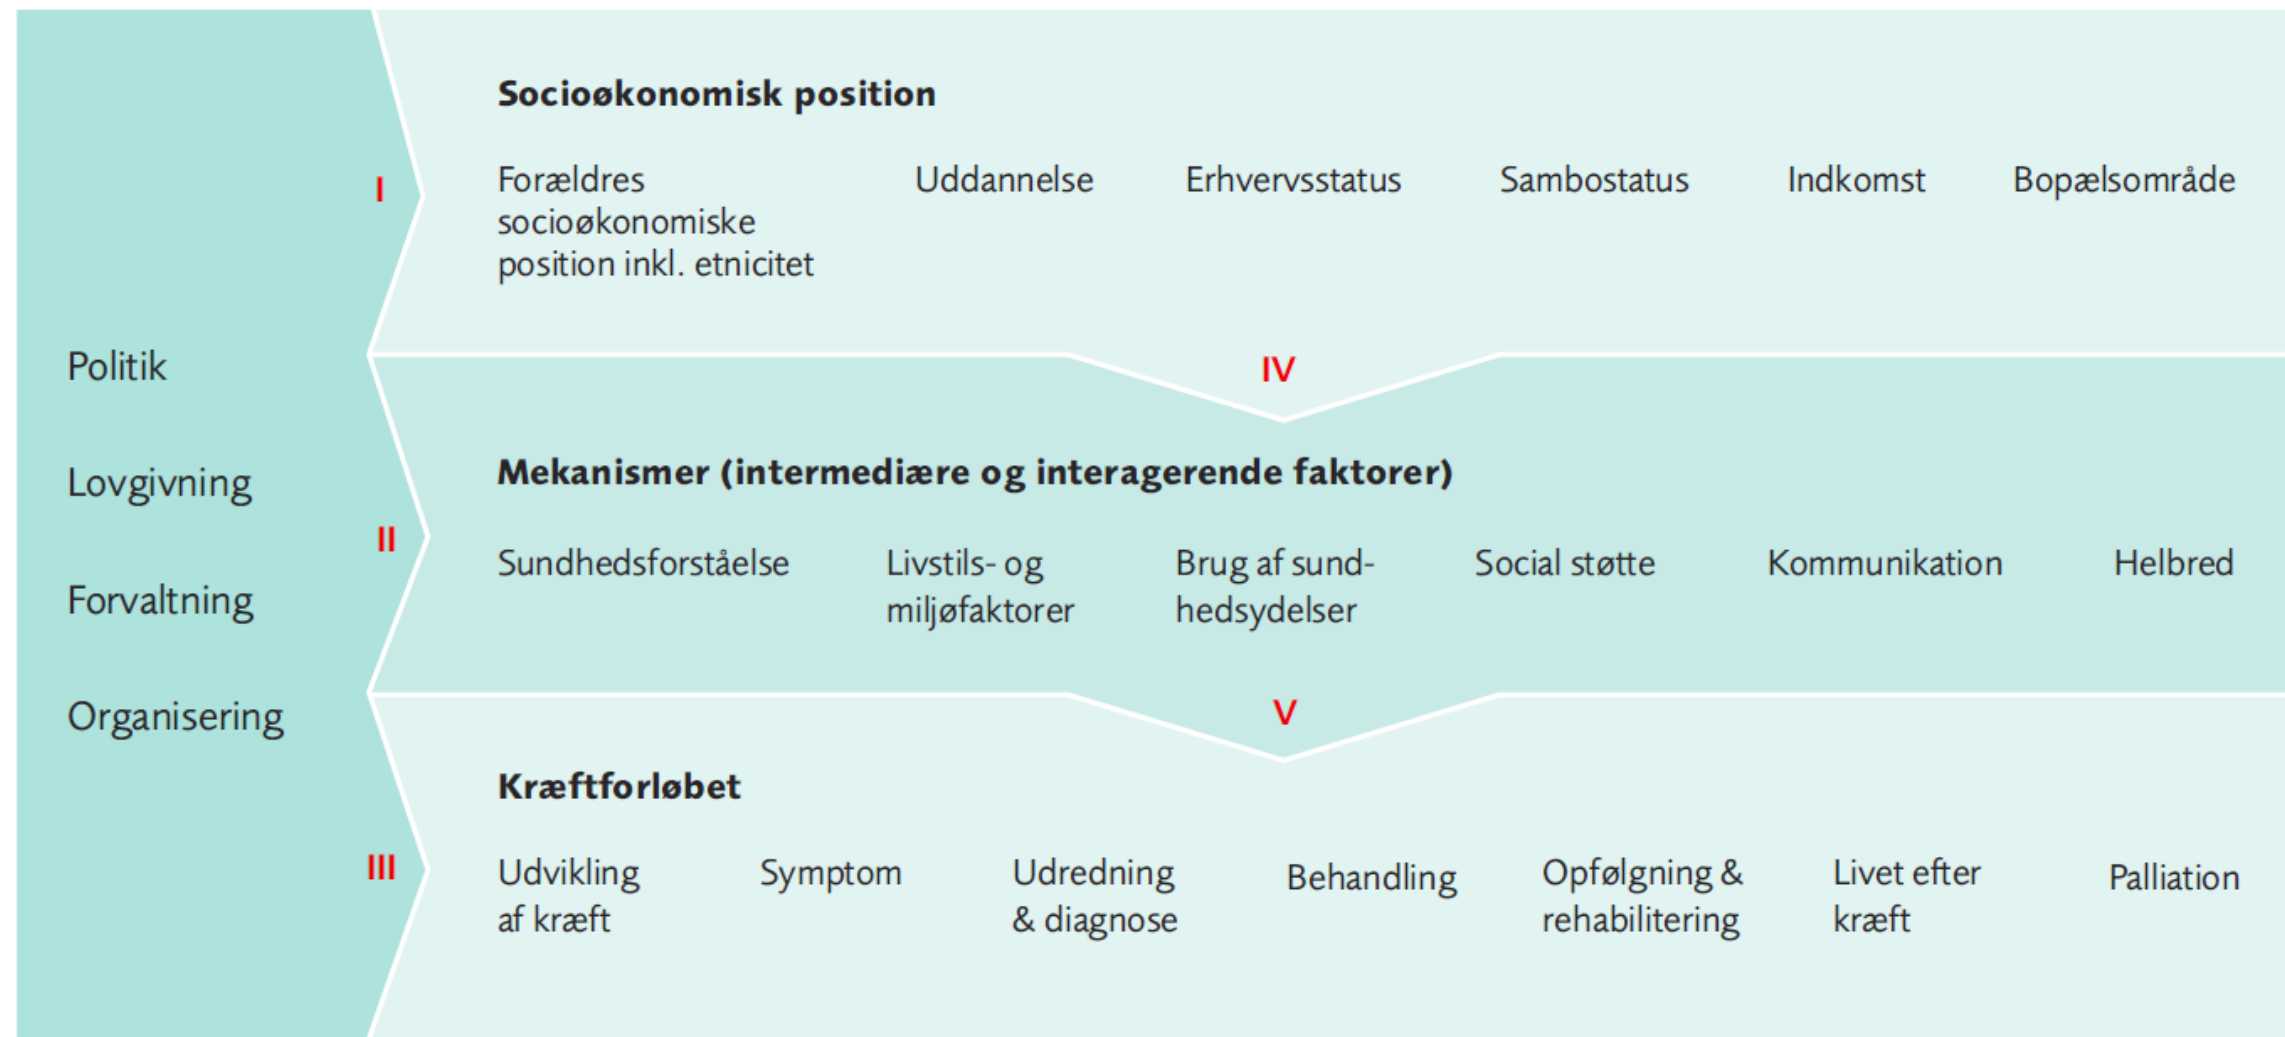 Politik
Lovgivning
Forvaltning
Organisering
I
II
III
Socioøkonomisk position
Forældres
socioøkonomiske
position inkl. etnicitet
Uddannelse
Erhvervsstatus
Sambostatus
Indkomst
Bopælsområde
IV
Mekanismer (intermediære og interagerende faktorer)
Sundhedsforståelse
Livstils- og
miljøfaktorer
Brug af sund-
hedsydelser
Social støtte
Kommunikation
Helbred
V
Kræftforløbet
Udvikling
af kræft
Symptom
Udredning
& diagnose
Behandling
Opfølgning &
rehabilitering
Livet efter
kræft
Palliation